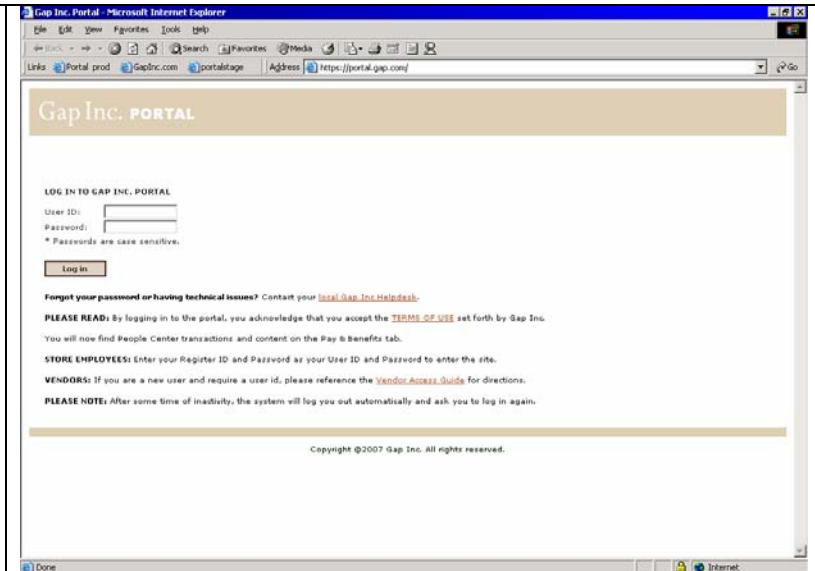 Gap Inc. Portal - Microsoft Internet Explorer
File Edit View Favorites Tools Help
Back Search Favorites Media
Links Portal prod GapInc.com portalstage Address https://portal.gap.com/ Go
Gap Inc. PORTAL
LOG IN TO GAP INC. PORTAL
User ID:
Password:
* Passwords are case sensitive.
Log in
Forgot your password or having technical issues? Contact your local Gap Inc Helpdesk.
PLEASE READ: By logging in to the portal, you acknowledge that you accept the TERMS OF USE set forth by Gap Inc.
You will now find People Center transactions and content on the Pay & Benefits tab.
STORE EMPLOYEES: Enter your Register ID and Password as your User ID and Password to enter the site.
VENDORS: If you are a new user and require a user id, please reference the Vendor Access Guide for directions.
PLEASE NOTE: After some time of inactivity, the system will log you out automatically and ask you to log in again.
Copyright @2007 Gap Inc. All rights reserved.
Done Internet